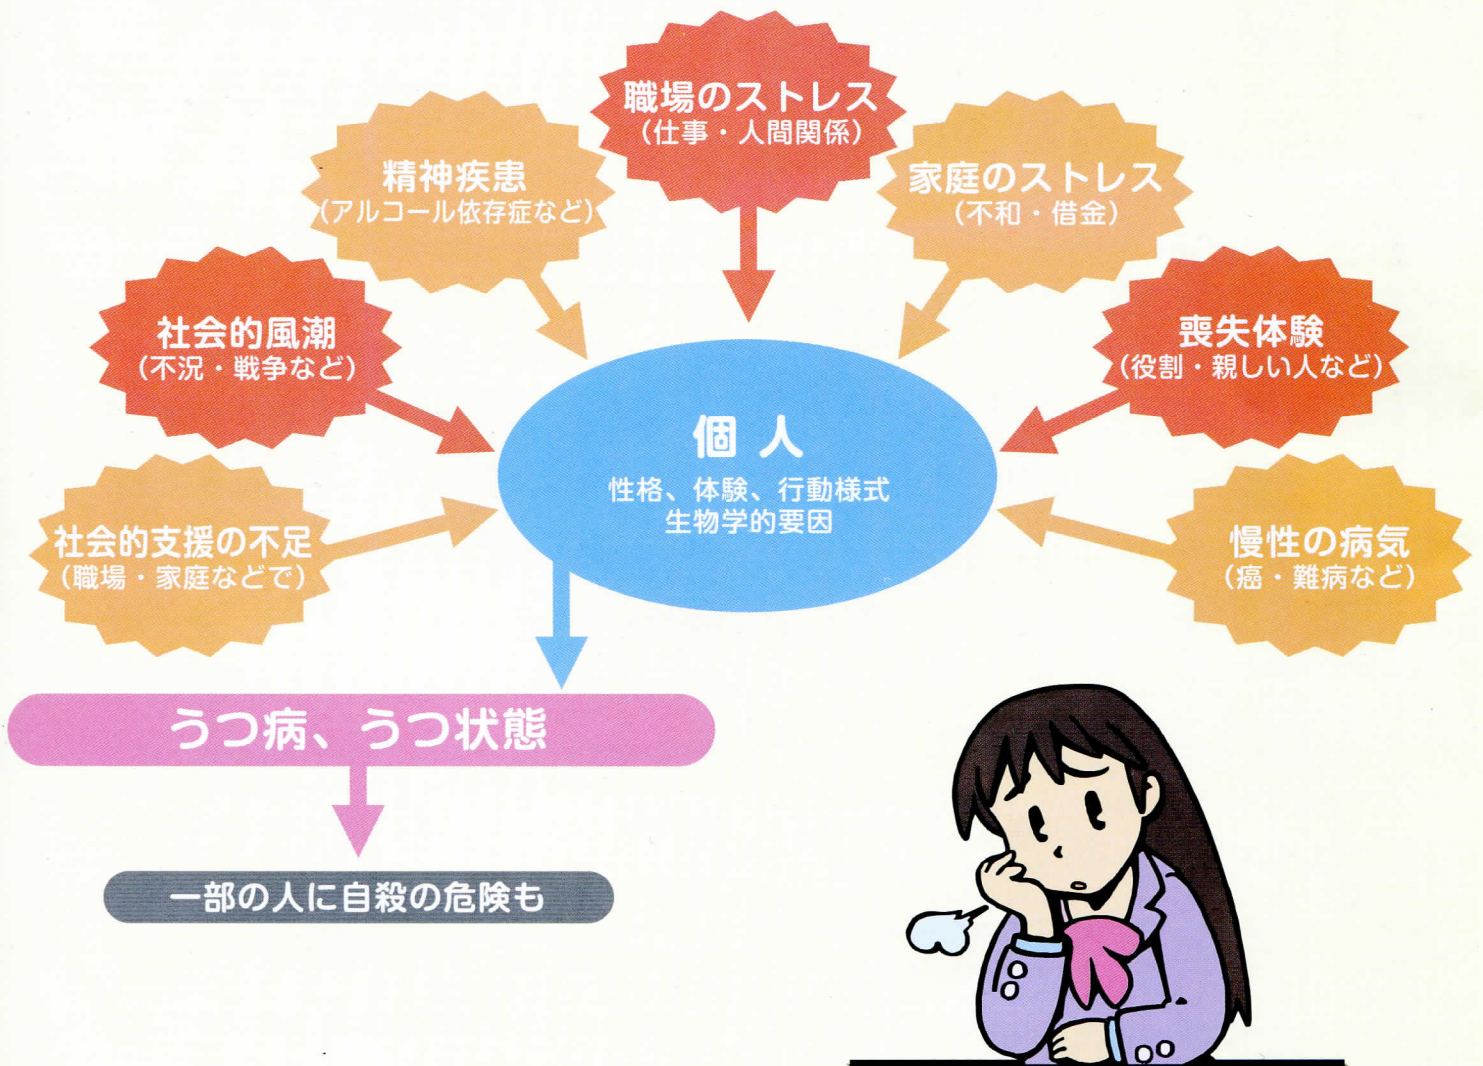 職場のストレス
(仕事・人間関係)
精神疾患
(アルコール依存症など)
家庭のストレス
(不和・借金)
社会的風潮
(不況・戦争など)
喪失体験
(役割・親しい人など)
個人
性格、体験、行動様式
生物学的要因
社会的支援の不足
(職場・家庭などで)
慢性の病気
(癌・難病など)
うつ病、うつ状態
一部の人に自殺の危険も